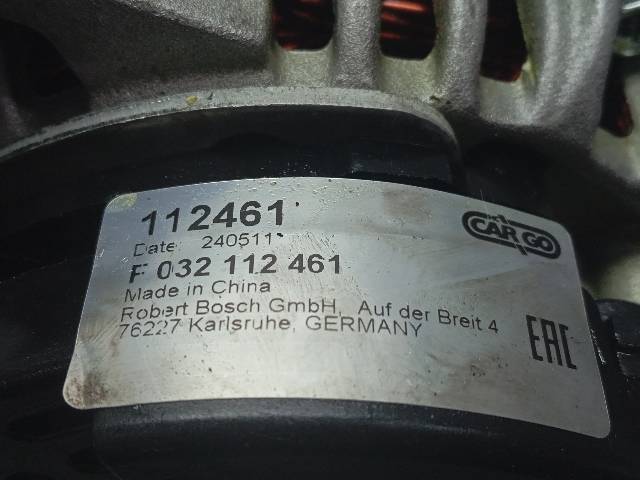 112461
CARGO
Date: 240511
F 032 112 461
Made in China
Robert Bosch GmbH, Auf der Breit 4
76227 Karlsruhe, GERMANY
EAC